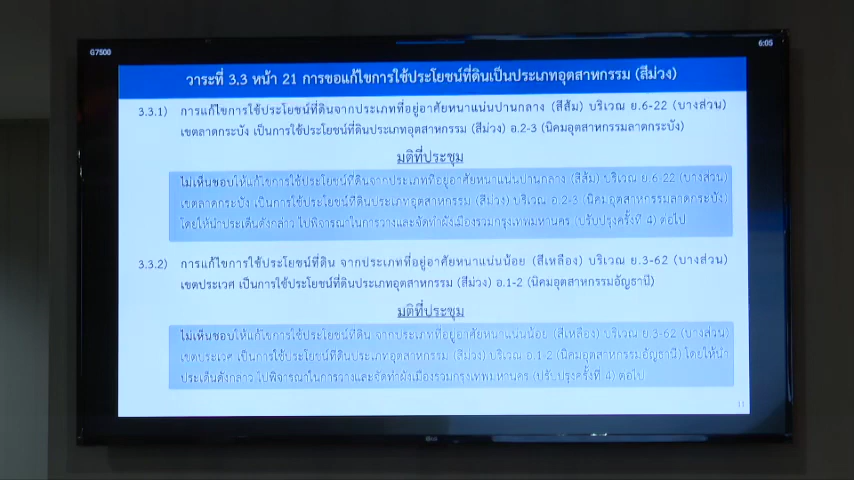 G7500
6:05
วาระที่ 3.3 หน้า 21 การขอแก้ไขการใช้ประโยชน์ที่ดินเป็นประเภทอุตสาหกรรม (สีม่วง)
3.3.1) การแก้ไขการใช้ประโยชน์ที่ดินจากประเภทที่อยู่อาศัยหนาแน่นปานกลาง (สีส้ม) บริเวณ ย.6-22 (บางส่วน)
เขตลาดกระบัง เป็นการใช้ประโยชน์ที่ดินประเภทอุตสาหกรรม (สีม่วง) อ.2-3 (นิคมอุตสาหกรรมลาดกระบัง)
มติที่ประชุม
ไม่เห็นชอบให้แก้ไขการใช้ประโยชน์ที่ดินจากประเภทที่อยู่อาศัยหนาแน่นปานกลาง (สีส้ม) บริเวณ ย.6-22 (บางส่วน)
เขตลาดกระบัง เป็นการใช้ประโยชน์ที่ดินประเภทอุตสาหกรรม (สีม่วง) บริเวณ อ.2-3 (นิคมอุตสาหกรรมลาดกระบัง)
โดยให้นำประเด็นดังกล่าว ไปพิจารณาในการวางและจัดทำผังเมืองรวมกรุงเทพมหานคร (ปรับปรุงครั้งที่ 4) ต่อไป
3.3.2) การแก้ไขการใช้ประโยชน์ที่ดิน จากประเภทที่อยู่อาศัยหนาแน่นน้อย (สีเหลือง) บริเวณ ย.3-62 (บางส่วน)
เขตประเวศ เป็นการใช้ประโยชน์ที่ดินประเภทอุตสาหกรรม (สีม่วง) อ.1-2 (นิคมอุตสาหกรรมอัญธานี)
มติที่ประชุม
ไม่เห็นชอบให้แก้ไขการใช้ประโยชน์ที่ดิน จากประเภทที่อยู่อาศัยหนาแน่นน้อย (สีเหลือง) บริเวณ ย.3-62 (บางส่วน)
เขตประเวศ เป็นการใช้ประโยชน์ที่ดินประเภทอุตสาหกรรม (สีม่วง) บริเวณ อ.1-2 (นิคมอุตสาหกรรมอัญธานี) โดยให้นำ
ประเด็นดังกล่าว ไปพิจารณาในการวางและจัดทำผังเมืองรวมกรุงเทพมหานคร (ปรับปรุงครั้งที่ 4) ต่อไป
11
LG